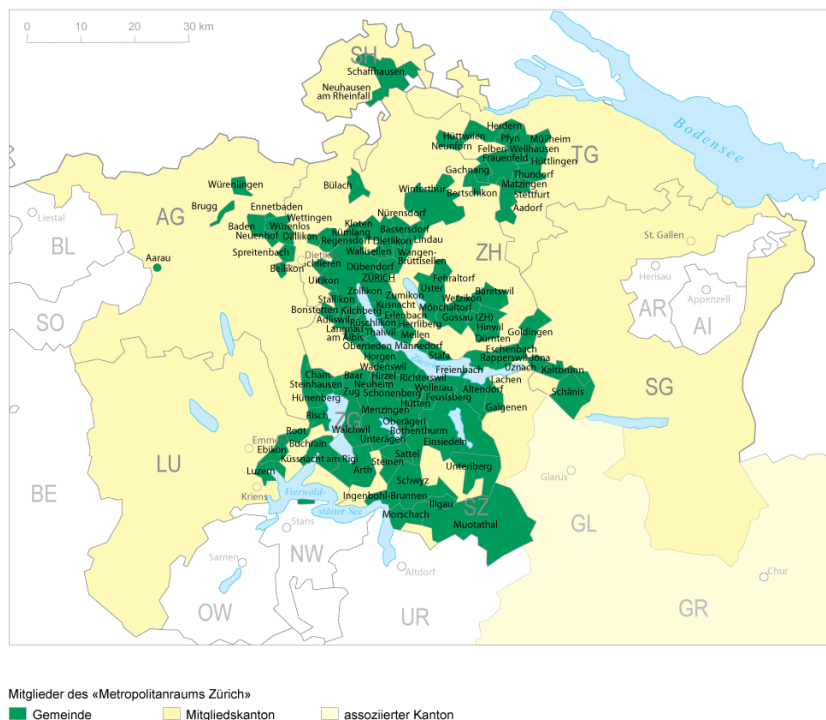 0 10 20 30 km
SH
Schaffhausen
Neuhausen
am Rheinfall
Bodensee
Herdern
Hüttwilen
Pfyn
Müllheim
Neunforn
Felben-
Wellhausen
TG
Frauenfeld
Hüttlingen
Gachnang
Thundorf
Würenlingen
Bülach
Winterthur
Matzingen
Bertschikon
Stettfurt
Aadorf
Brugg
Ennetbaden
Nürensdorf
AG
Wettingen
Liestal
Kloten
Baden
Würenlos
Rümlang
Bassersdorf
BL
Neuenhof
Dällikon
Regensdorf
Dietlikon
Lindau
St. Gallen
Spreitenbach
Wallisellen
Wangen-
ZH
Aarau
Dietik
Schlieren
Brüttisellen
Bellikon
Dübendorf
Herisau
Uitikon
ZÜRICH
Fehraltorf
Uster
Zollikon
Bäretswil
Appenzell
Stallikon
Zumikon
Wetzikon
AR
AI
Bonstetten
Kilchberg
Küsnacht
Mönchaltorf
SO
Adliswil
Rüschlikon
Erlenbach
Gossau (ZH)
Goldingen
Langnau
am Albis
Thalwil
Herrliberg
Hinwil
Meilen
Dürnten
Oberrieden
Männedorf
Eschenbach
Horgen
Stäfa
Rapperswil-Jona
Wädenswil
Zürich
Uznach
Kaltbrunn
Cham
Baar
Hirzel
Richterswil
Freienbach
Lachen
SG
Steinhausen
Neuheim
Wollerau
Altendorf
Schänis
Hünenberg
Zug
Schönenberg
Feusisberg
Hütten
Galgenen
Risch
ZG
Menzingen
Oberägeri
Root
Walchwil
Rothenthurm
Emme
Buchrain
Unterägeri
Einsiedeln
BE
LU
Ebikon
Küssnacht am Rigi
Sattel
Steinen
Luzern
Arth
Unteriberg
Glarus
Kriens
Schwyz
Vierwald-
stätter See
Ingenbohl-Brunnen
Illgau
SZ
Morschach
Muotathal
GL
Stans
Sarnen
NW
Altdorf
Chur
OW
UR
GR
Mitglieder des «Metropolitanraums Zürich»
Gemeinde Mitgliedskanton assoziierter Kanton